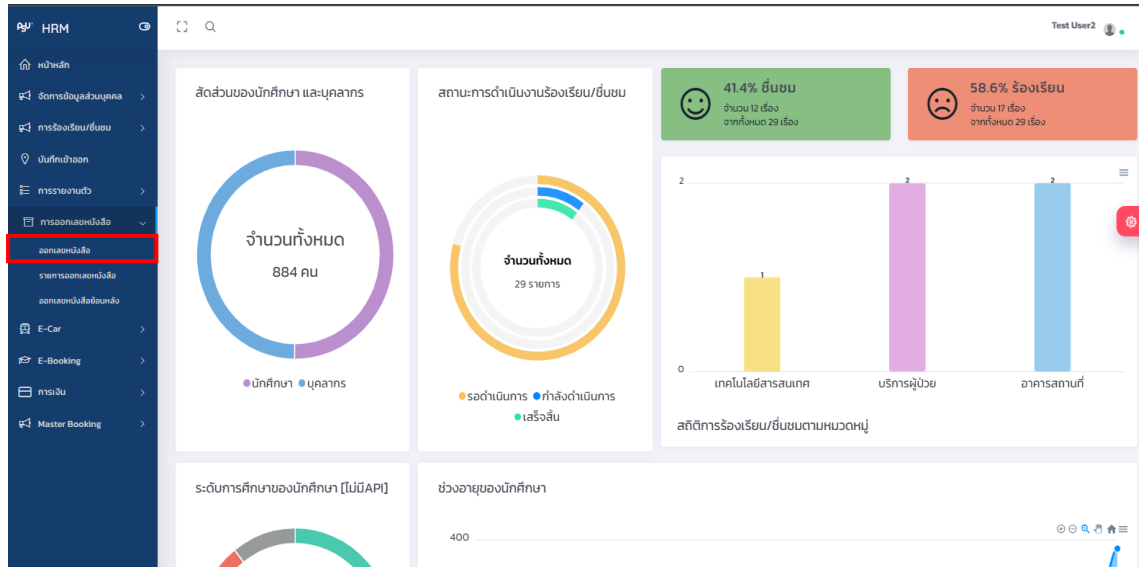 HRM
Test User2
หน้าหลัก
จัดการข้อมูลส่วนบุคคล
การร้องเรียน/ชื่นชม
บันทึกเข้าออก
การรายงานตัว
การออกเลขหนังสือ
ออกเลขหนังสือ
รายการออกเลขหนังสือ
ออกเลขหนังสือย้อนหลัง
E-Car
E-Booking
การเงิน
Master Booking
สัดส่วนของนักศึกษา และบุคลากร
จำนวนทั้งหมด
884 คน
นักศึกษา บุคลากร
สถานะการดำเนินงานร้องเรียน/ชื่นชม
จำนวนทั้งหมด
29 รายการ
รอดำเนินการ กำลังดำเนินการ
เสร็จสิ้น
41.4% ชื่นชม
จำนวน 12 เรื่อง
จากทั้งหมด 29 เรื่อง
58.6% ร้องเรียน
จำนวน 17 เรื่อง
จากทั้งหมด 29 เรื่อง
2
2 2
1
0
เทคโนโลยีสารสนเทศ บริการผู้ป่วย อาคารสถานที่
สถิติการร้องเรียน/ชื่นชมตามหมวดหมู่
ระดับการศึกษาของนักศึกษา [ไม่มีAPI]
ช่วงอายุของนักศึกษา
400